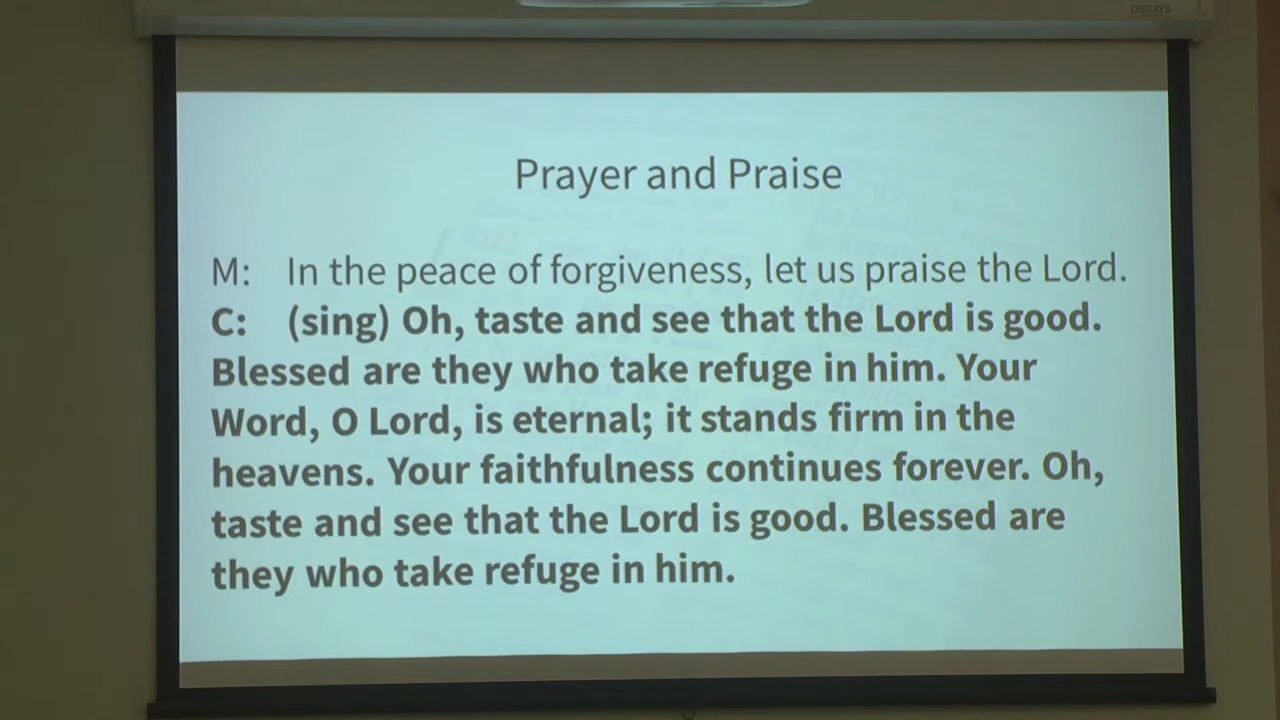 Prayer and Praise
M: In the peace of forgiveness, let us praise the Lord.
C: (sing) Oh, taste and see that the Lord is good.
Blessed are they who take refuge in him. Your
Word, O Lord, is eternal; it stands firm in the
heavens. Your faithfulness continues forever. Oh,
taste and see that the Lord is good. Blessed are
they who take refuge in him.